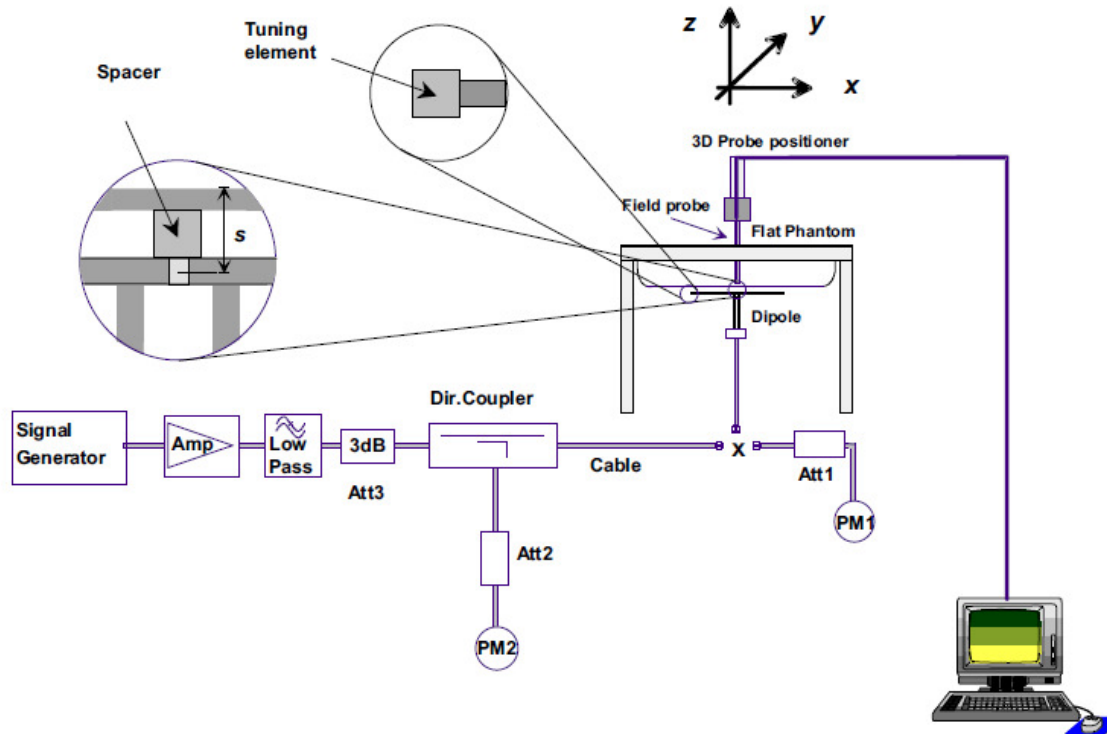 Tuning
element
Spacer
s
z
y
x
3D Probe positioner
Field probe
Flat Phantom
Dipole
Dir.Coupler
Signal
Generator
Amp
Low
Pass
3dB
Att3
Cable
X
Att1
PM1
Att2
PM2